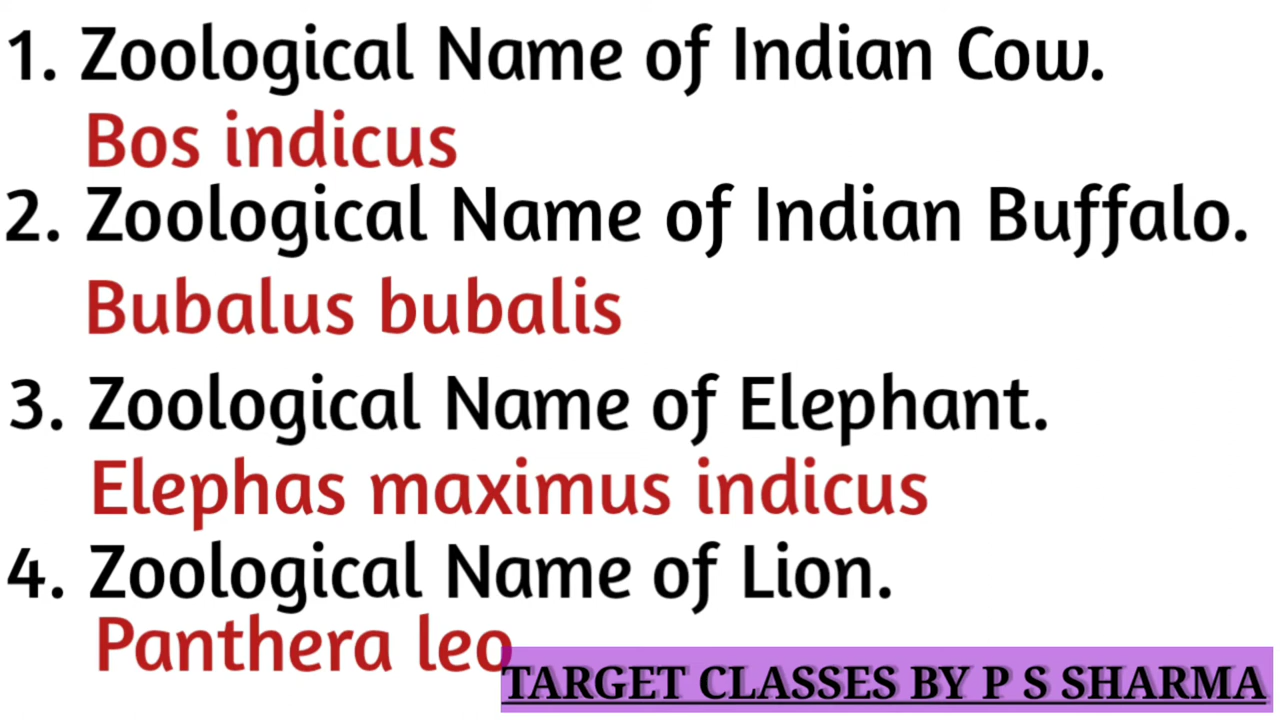 1. Zoological Name of Indian Cow.
Bos indicus
2. Zoological Name of Indian Buffalo.
Bubalus bubalis
3. Zoological Name of Elephant.
Elephas maximus indicus
4. Zoological Name of Lion.
Panthera leo
TARGET CLASSES BY P S SHARMA